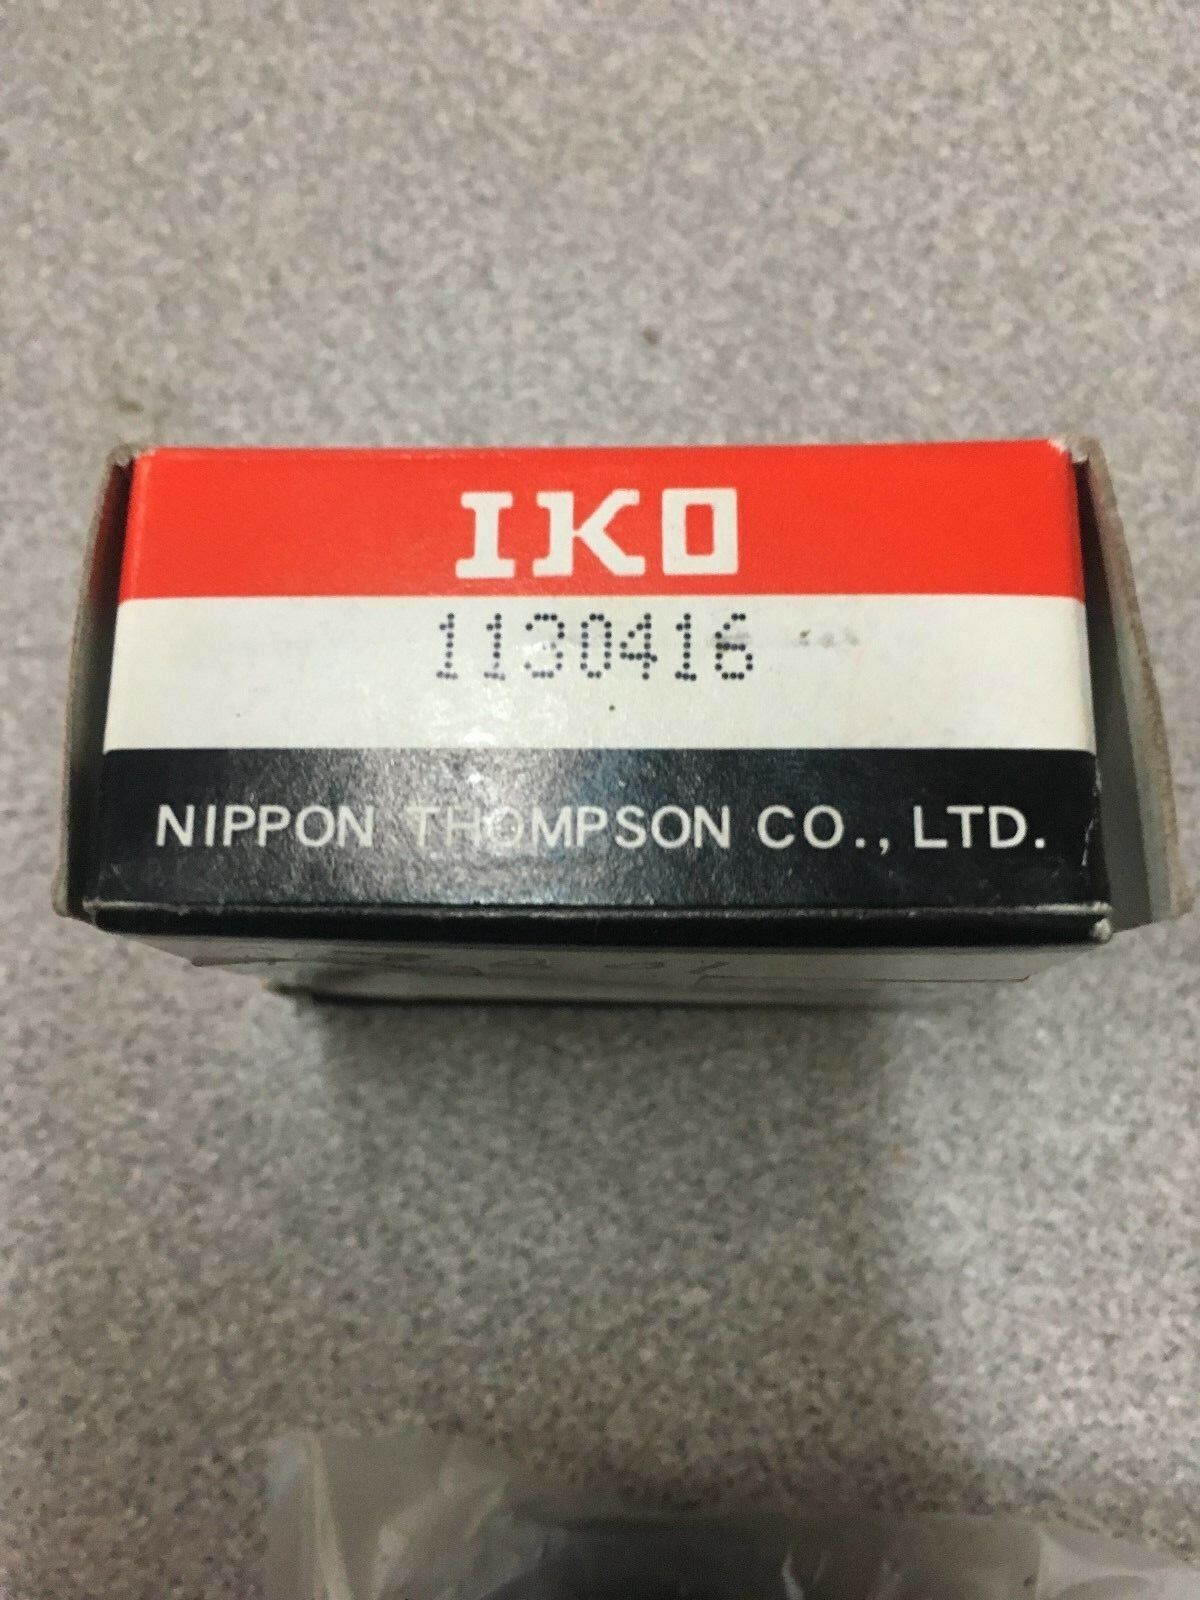 IKO
1130416
NIPPON THOMPSON CO., LTD.